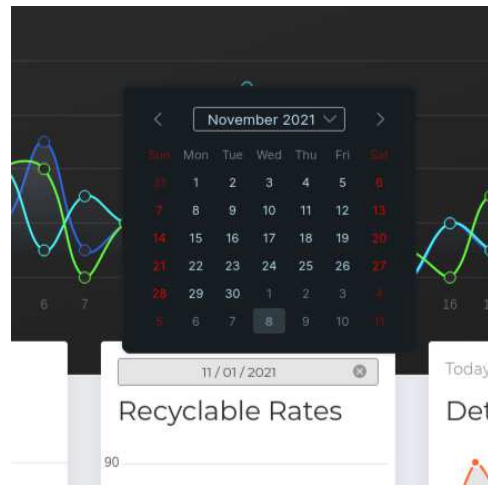 November 2021
Sun Mon Tue Wed Thu Fri Sat
31 1 2 3 4 5 6
7 8 9 10 11 12 13
14 15 16 17 18 19 20
21 22 23 24 25 26 27
28 29 30 1 2 3 4
5 6 7 8 9 10 11
6 7 16 1
11 / 01 / 2021
Today
Recyclable Rates
Det
90